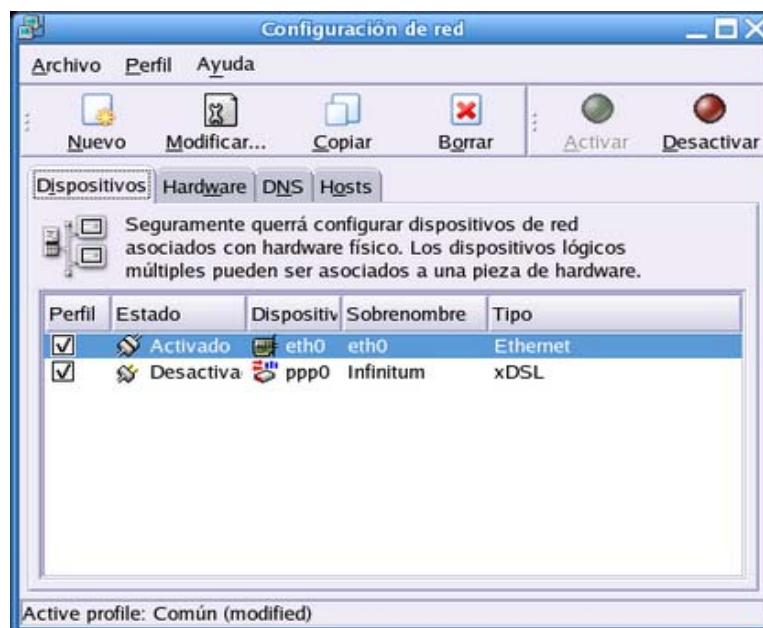 Configuración de red
Archivo Perfil Ayuda
Nuevo Modificar... Copiar Borrar Activar Desactivar
Dispositivos Hardware DNS Hosts
Seguramente querrá configurar dispositivos de red
asociados con hardware físico. Los dispositivos lógicos
múltiples pueden ser asociados a una pieza de hardware.
Perfil Estado Dispositiv Sobrenombre Tipo
Activado eth0 eth0 Ethernet
Desactiva ppp0 Infinitum xDSL
Active profile: Común (modified)